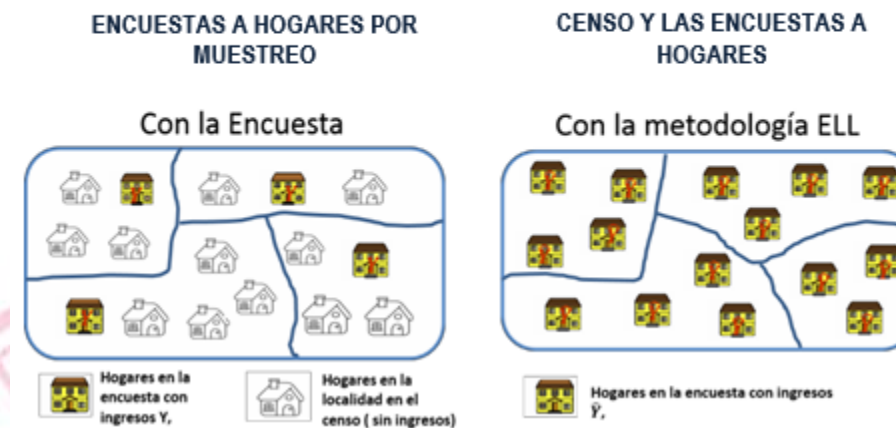 ENCUESTAS A HOGARES POR
MUESTREO
Con la Encuesta
Hogares en la
encuesta con
ingresos Y,
Hogares en la
localidad en el
censo ( sin ingresos)
CENSO Y LAS ENCUESTAS A
HOGARES
Con la metodología ELL
Hogares en la encuesta con ingresos
Ŷ,